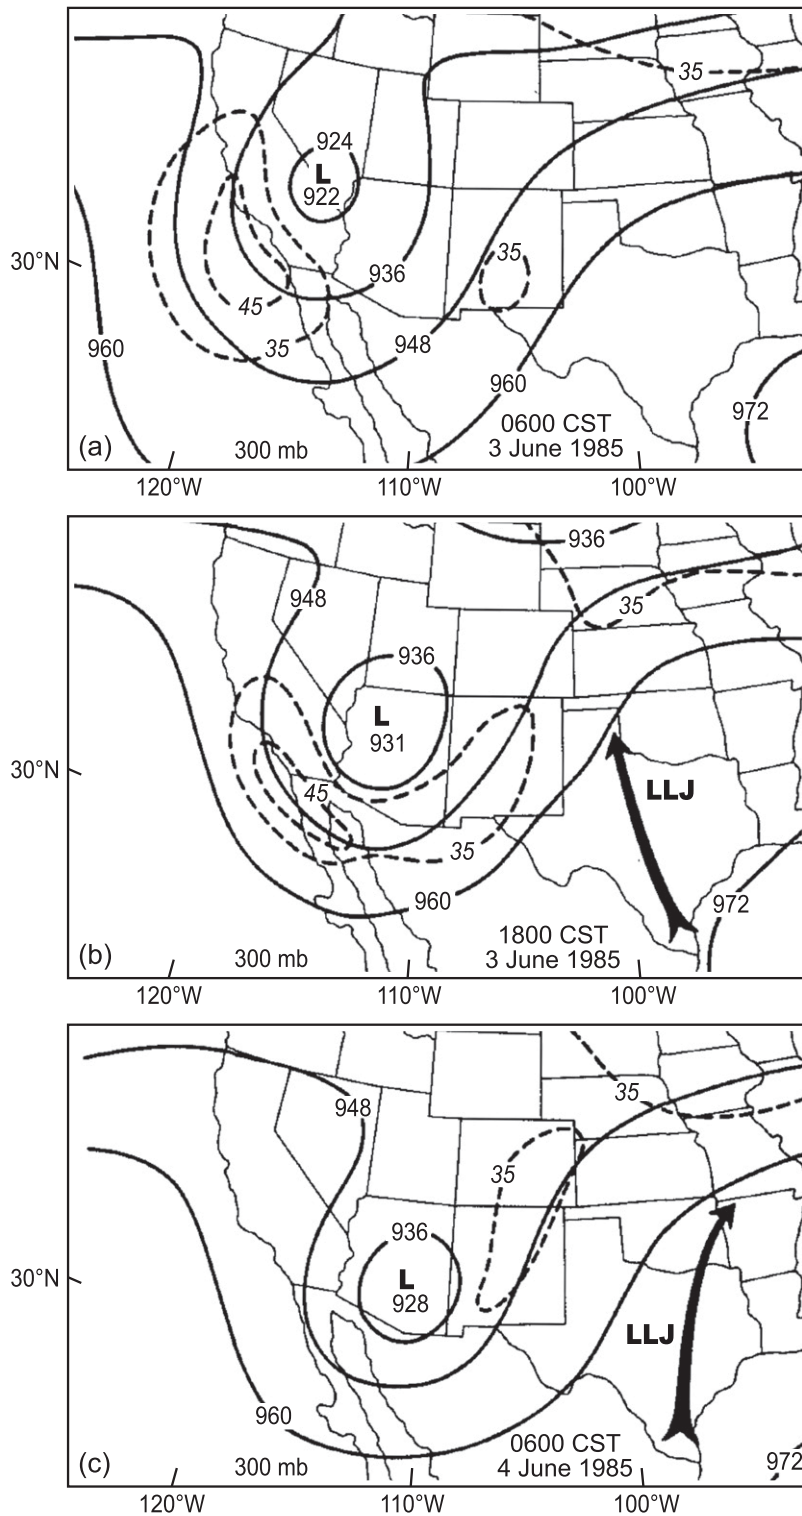 35
924
L
922
30°N
35
936
45
960
35
948
960
972
0600 CST
(a)
300 mb
3 June 1985
120°W
110°W
100°W
936
948
35
936
L
931
30°N
45
LLJ
35
960
972
1800 CST
(b)
300 mb
3 June 1985
120°W
110°W
100°W
35
948
35
936
L
928
30°N
LLJ
960
0600 CST
972
(c)
300 mb
4 June 1985
120°W
110°W
100°W